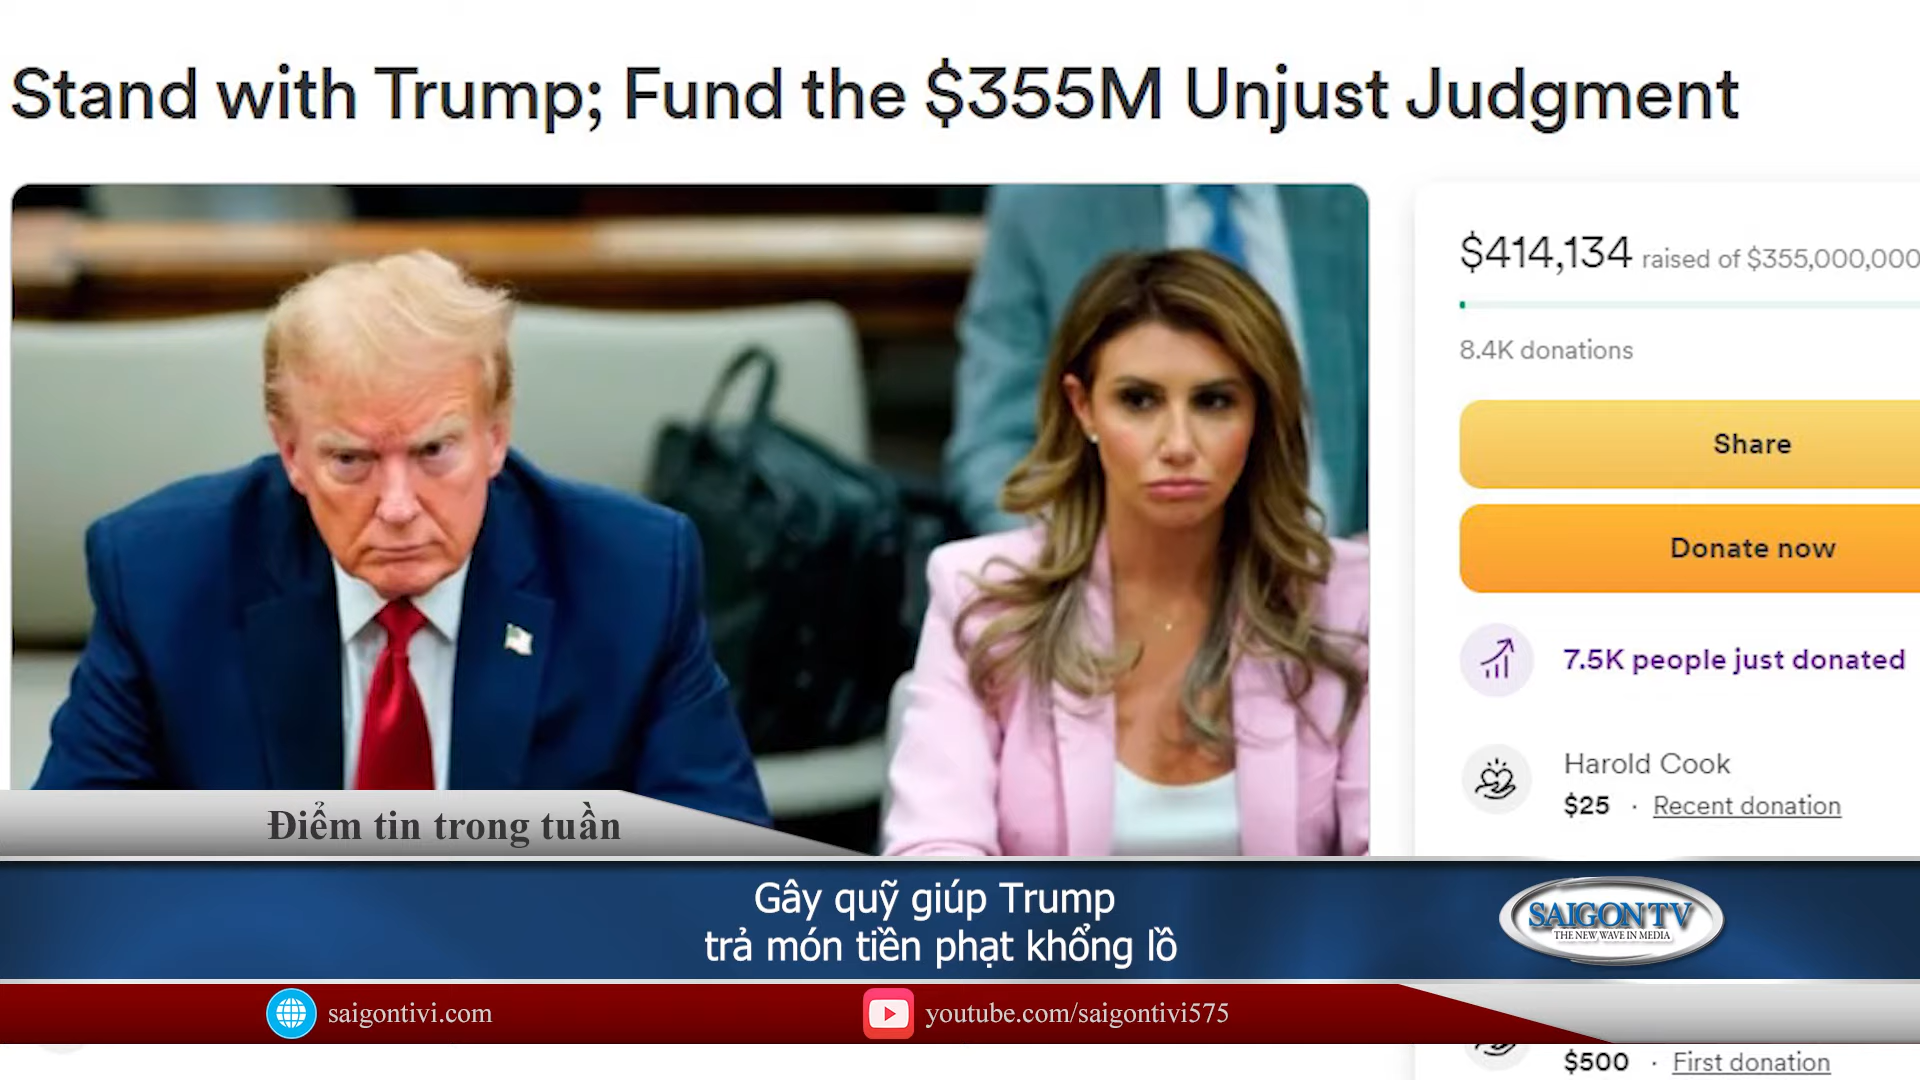 Stand with Trump; Fund the $355M Unjust Judgment
$414,134 raised of $355,000,000
8.4K donations
Share
Donate now
7.5K people just donated
Harold Cook
$25 · Recent donation
Điểm tin trong tuần
Gây quỹ giúp Trump
trả món tiền phạt khổng lồ
SAIGON TV
THE NEW WAVE IN MEDIA
saigontivi.com
youtube.com/saigontivi575
$500 · First donation